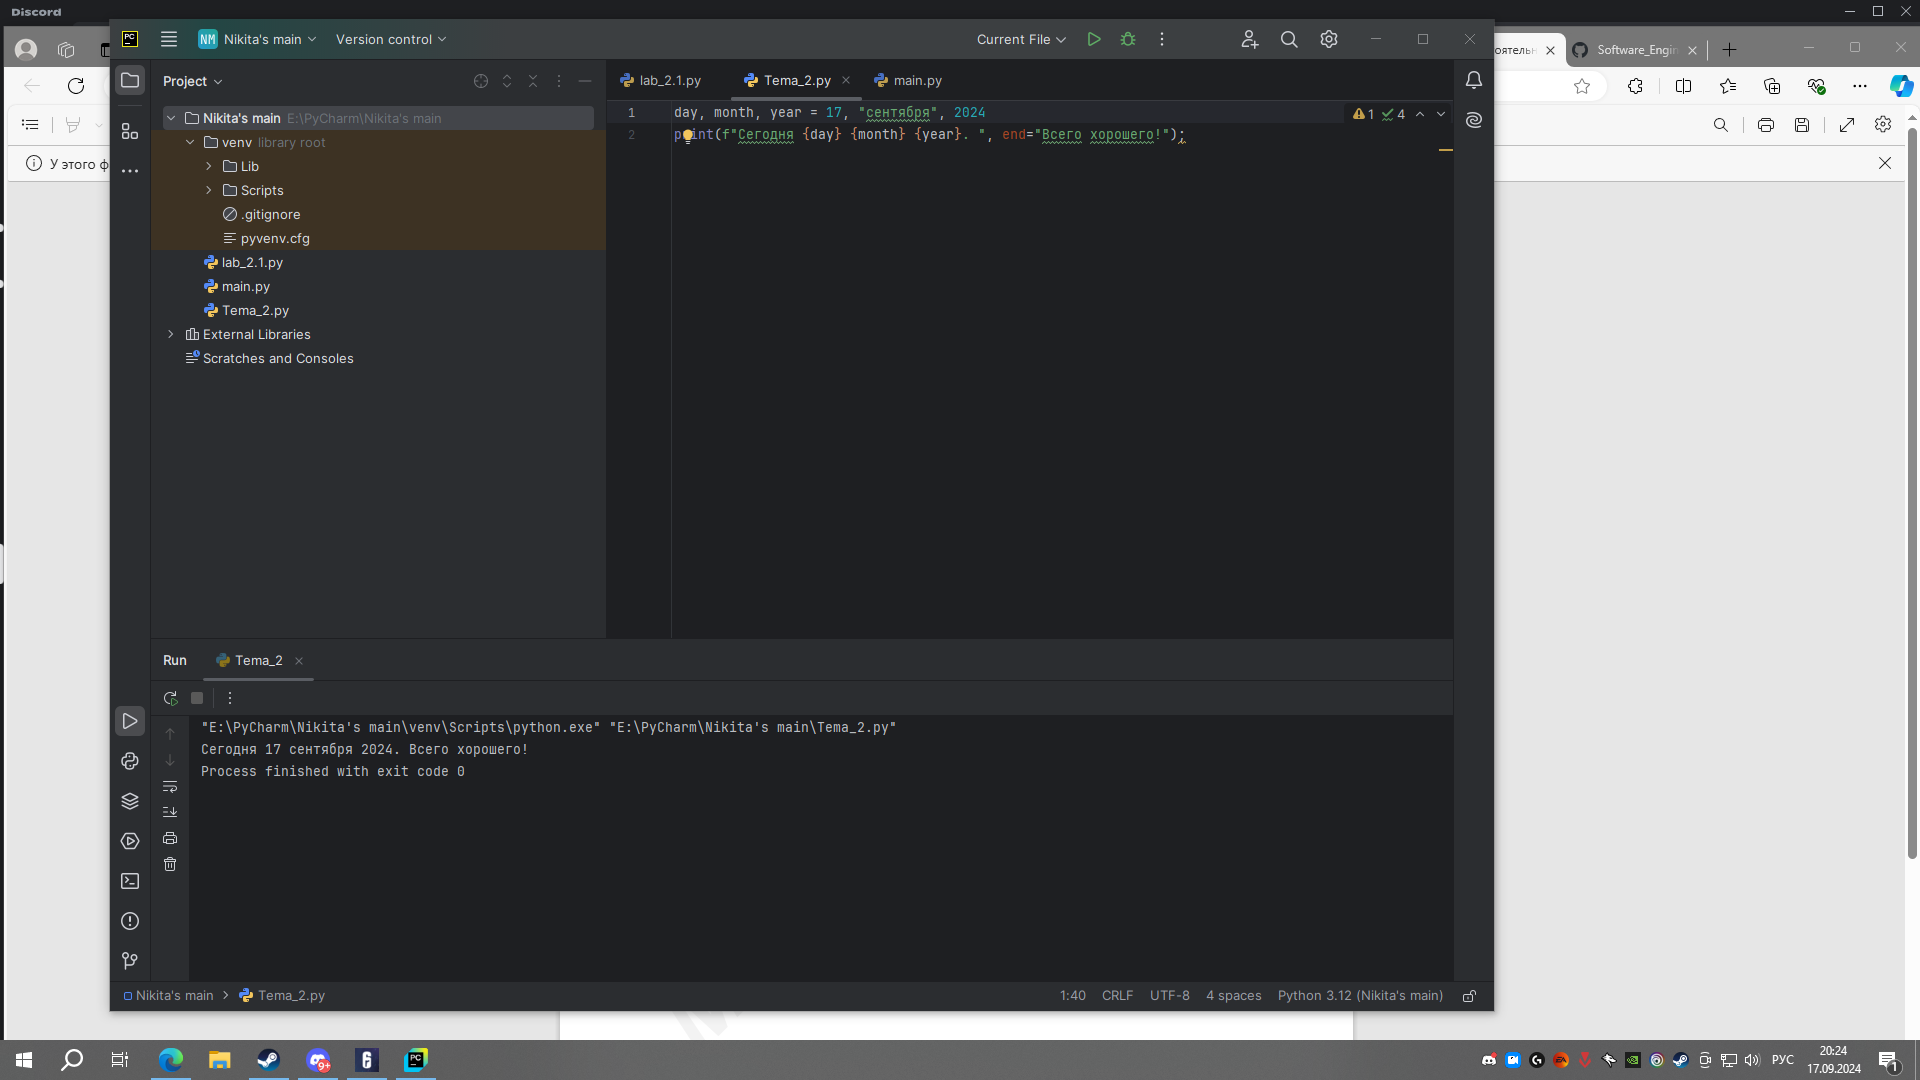 Discord
PC
NM Nikita's main
Version control
Current File
Software_Engin
Project
lab_2.1.py
Tema_2.py
main.py
Nikita's main E:\PyCharm\Nikita's main
venv library root
Lib
Scripts
.gitignore
pyvenv.cfg
lab_2.1.py
main.py
Tema_2.py
External Libraries
Scratches and Consoles
1 day, month, year = 17, "сентября", 2024
2 print(f"Сегодня {day} {month} {year}. ", end="Всего хорошего!");
1 4
У этого ф
Run
Tema_2
"E:\PyCharm\Nikita's main\venv\Scripts\python.exe" "E:\PyCharm\Nikita's main\Tema_2.py"
Сегодня 17 сентября 2024. Всего хорошего!
Process finished with exit code 0
Nikita's main > Tema_2.py
1:40 CRLF UTF-8 4 spaces Python 3.12 (Nikita's main)
9+
PC
РУС
20:24
17.09.2024
1